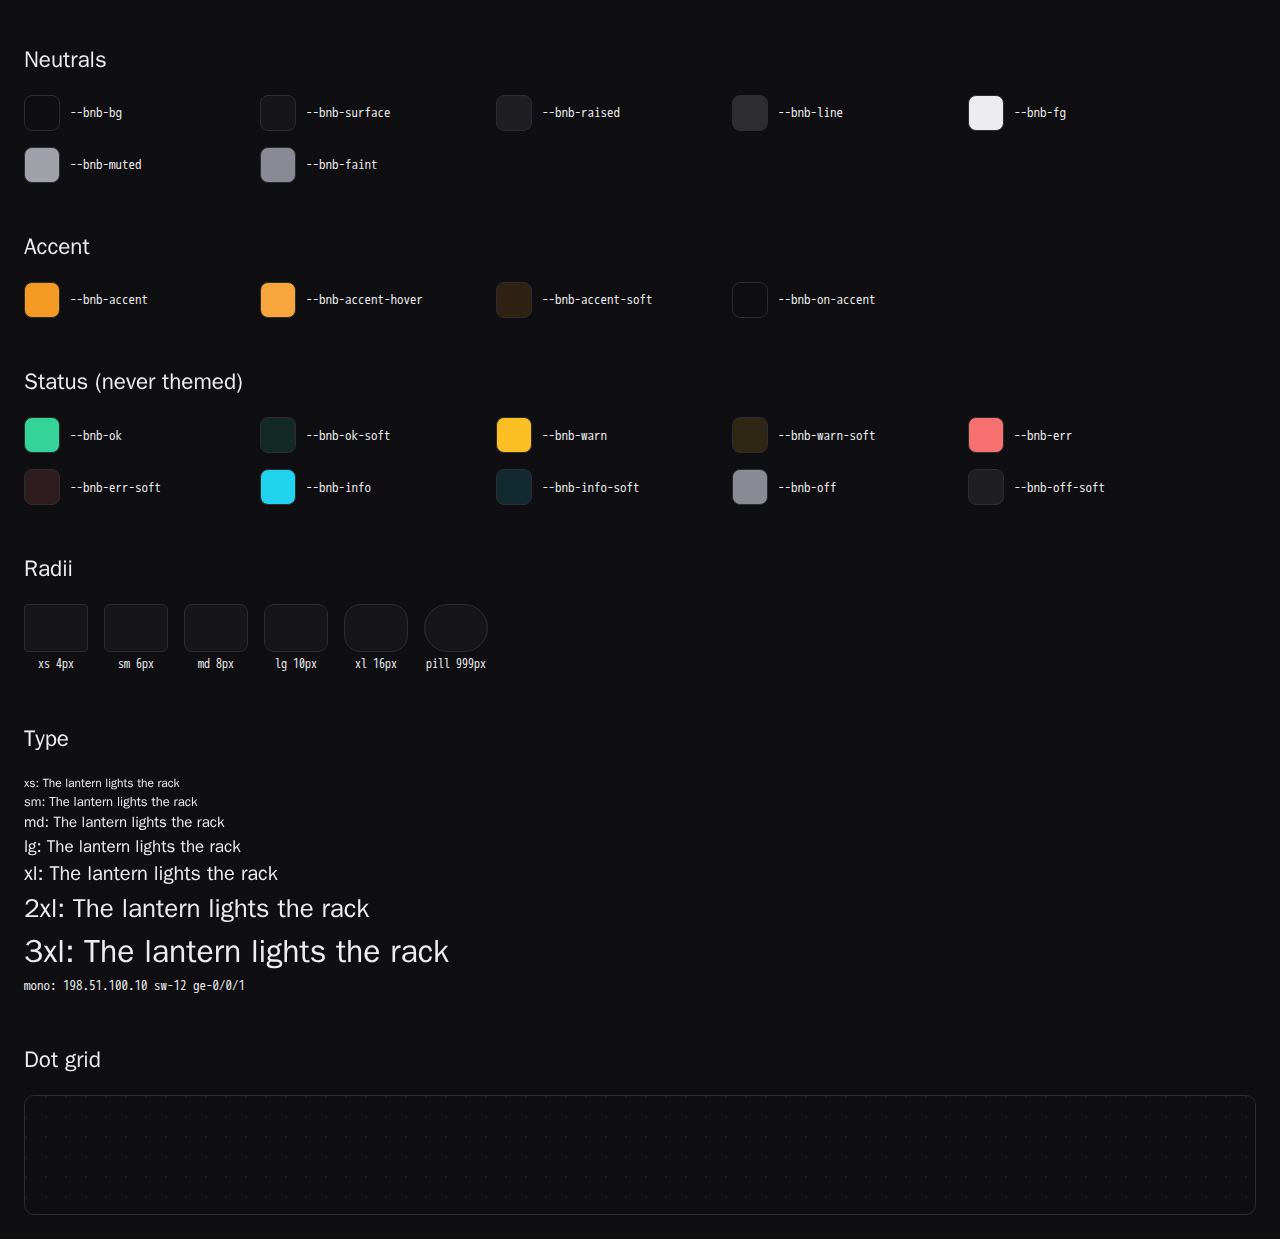 Neutrals
--bnb-bg --bnb-surface --bnb-raised --bnb-line --bnb-fg
--bnb-muted --bnb-faint
Accent
--bnb-accent --bnb-accent-hover --bnb-accent-soft --bnb-on-accent
Status (never themed)
--bnb-ok --bnb-ok-soft --bnb-warn --bnb-warn-soft --bnb-err
--bnb-err-soft --bnb-info --bnb-info-soft --bnb-off --bnb-off-soft
Radii
xs 4px sm 6px md 8px lg 10px xl 16px pill 999px
Type
xs: The lantern lights the rack
sm: The lantern lights the rack
md: The lantern lights the rack
lg: The lantern lights the rack
xl: The lantern lights the rack
2xl: The lantern lights the rack
3xl: The lantern lights the rack
mono: 198.51.100.10 sw-12 ge-0/0/1
Dot grid